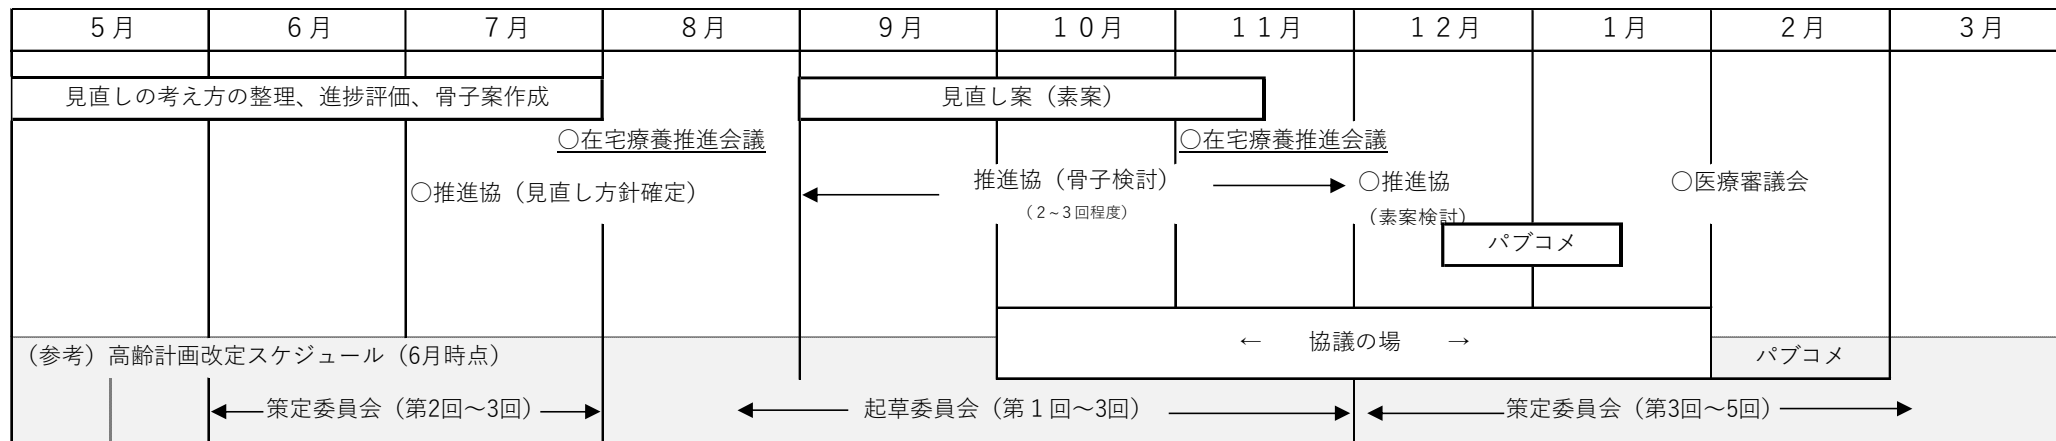 ５月 ６月 ７月 ８月 ９月 １０月 １１月 １２月 １月 ２月 ３月
見直しの考え方の整理、進捗評価、骨子案作成 見直し案（素案）
○在宅療養推進会議 ○在宅療養推進会議
○推進協（見直し方針確定） 推進協（骨子検討） ○推進協 ○医療審議会
（２～３回程度） （素案検討）
パブコメ
← 協議の場 →
（参考）高齢計画改定スケジュール（6月時点） パブコメ
策定委員会（第2回～3回） 起草委員会（第１回～3回） 策定委員会（第3回～5回）